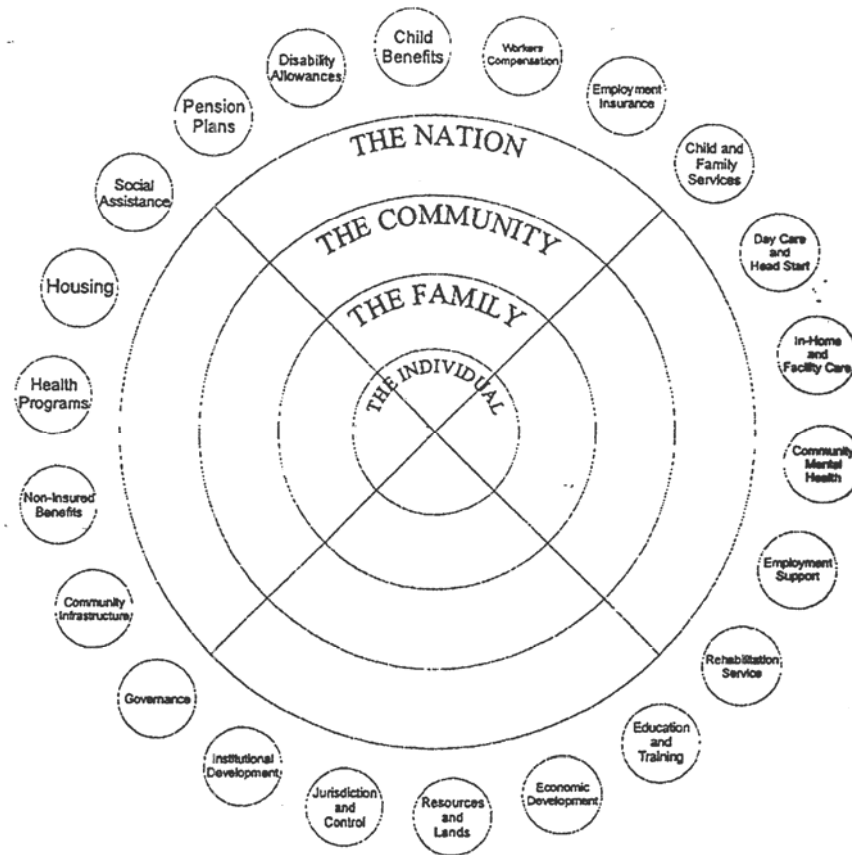 Child
Benefits
Workers
Compensation
Employment
Insurance
Child and
Family
Services
Day Care
and
Head Start
In-Home
and
Facility Care
Community
Mental
Health
Employment
Support
Rehabilitation
Service
Education
and
Training
Economic
Development
Resources
and
Lands
Jurisdiction
and
Control
Institutional
Development
Governance
Community
Infrastructure
Non-Insured
Benefits
Health
Programs
Housing
Social
Assistance
Pension
Plans
Disability
Allowances
THE NATION
THE COMMUNITY
THE FAMILY
THE INDIVIDUAL